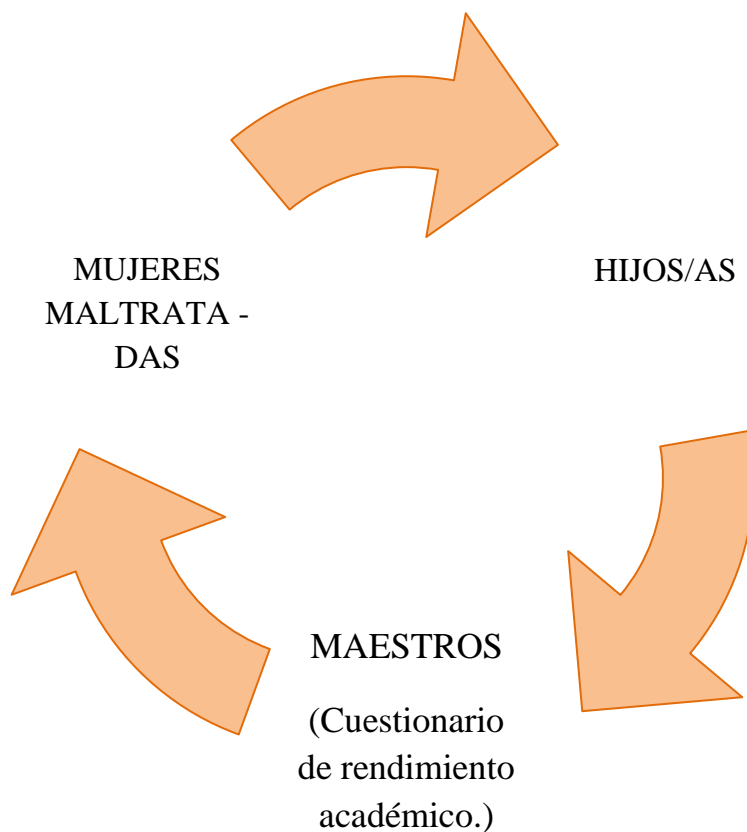 MUJERES
MALTRATA -
DAS
HIJOS/AS
MAESTROS
(Cuestionario
de rendimiento
académico.)